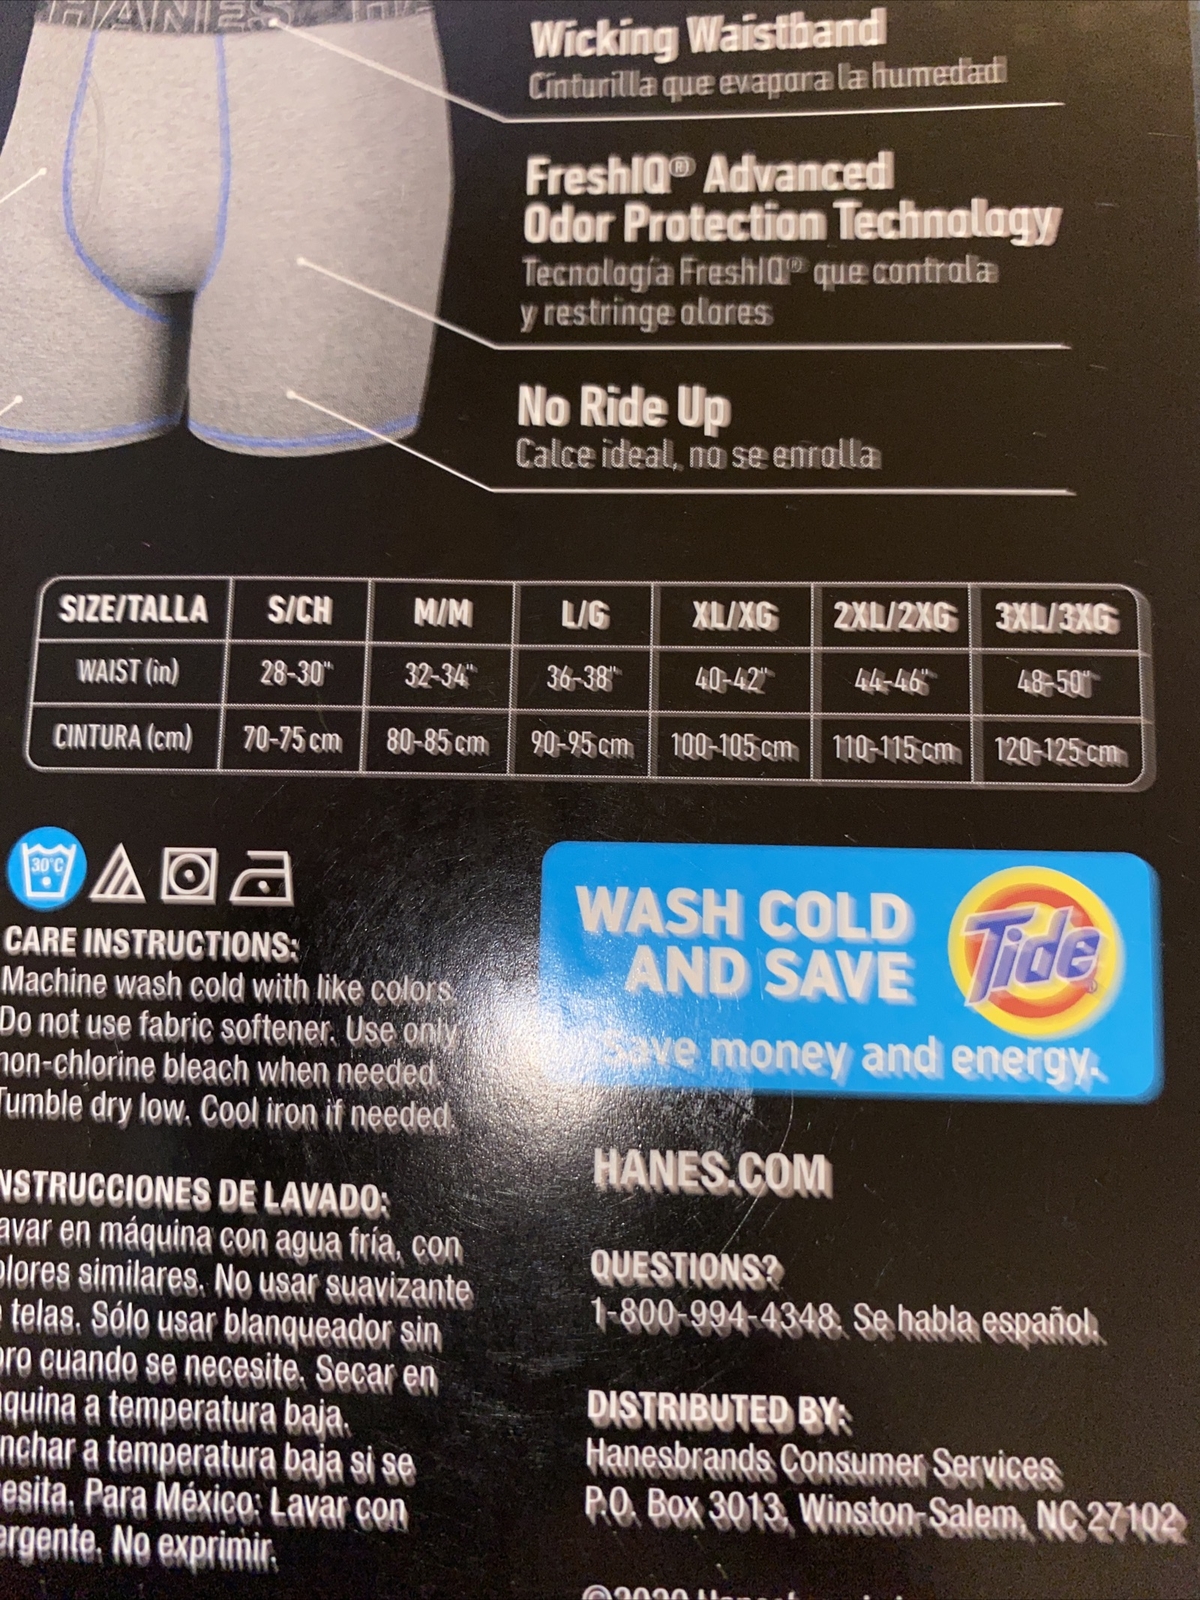 HANES HA
Wicking Waistband
Cinturilla que evapora la humedad
FreshIQ® Advanced
Odor Protection Technology
Tecnología FreshIQ® que controla
y restringe olores
No Ride Up
Calce ideal, no se enrolla
SIZE/TALLA S/CH M/M L/G XL/XG 2XL/2XG 3XL/3XG
WAIST (in) 28-30" 32-34" 36-38" 40-42" 44-46" 48-50"
CINTURA (cm) 70-75 cm 80-85 cm 90-95 cm 100-105 cm 110-115 cm 120-125 cm
30°C
CARE INSTRUCTIONS:
Machine wash cold with like colors.
Do not use fabric softener. Use only
non-chlorine bleach when needed.
Tumble dry low. Cool iron if needed.
NSTRUCCIONES DE LAVADO:
avar en máquina con agua fría, con
olores similares. No usar suavizante
telas. Sólo usar blanqueador sin
oro cuando se necesite. Secar en
quina a temperatura baja.
nchar a temperatura baja si se
esita. Para México: Lavar con
ergente. No exprimir.
WASH COLD
AND SAVE
Tide®
Save money and energy.
HANES.COM
QUESTIONS?
1-800-994-4348. Se habla español.
DISTRIBUTED BY:
Hanesbrands Consumer Services
P.O. Box 3013, Winston-Salem, NC 27102